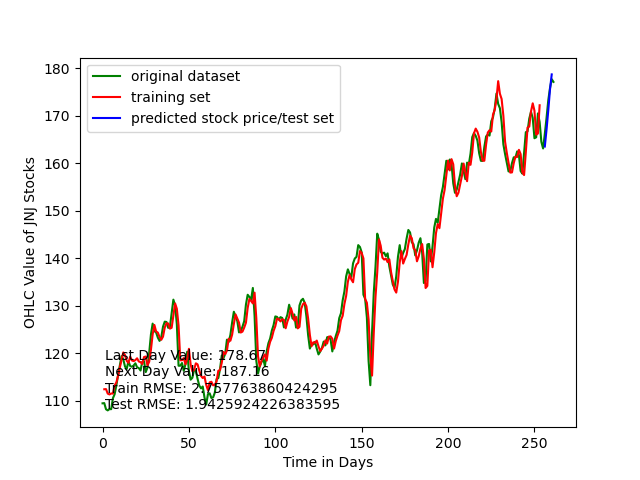 180
170
160
150
140
130
120
110
OHLC Value of JNJ Stocks
original dataset
training set
predicted stock price/test set
Last Day Value: 178.67
Next Day Value: 187.16
Train RMSE:
Test RMSE: 1.9425924226383595
0
50
100
150
200
250
Time in Days